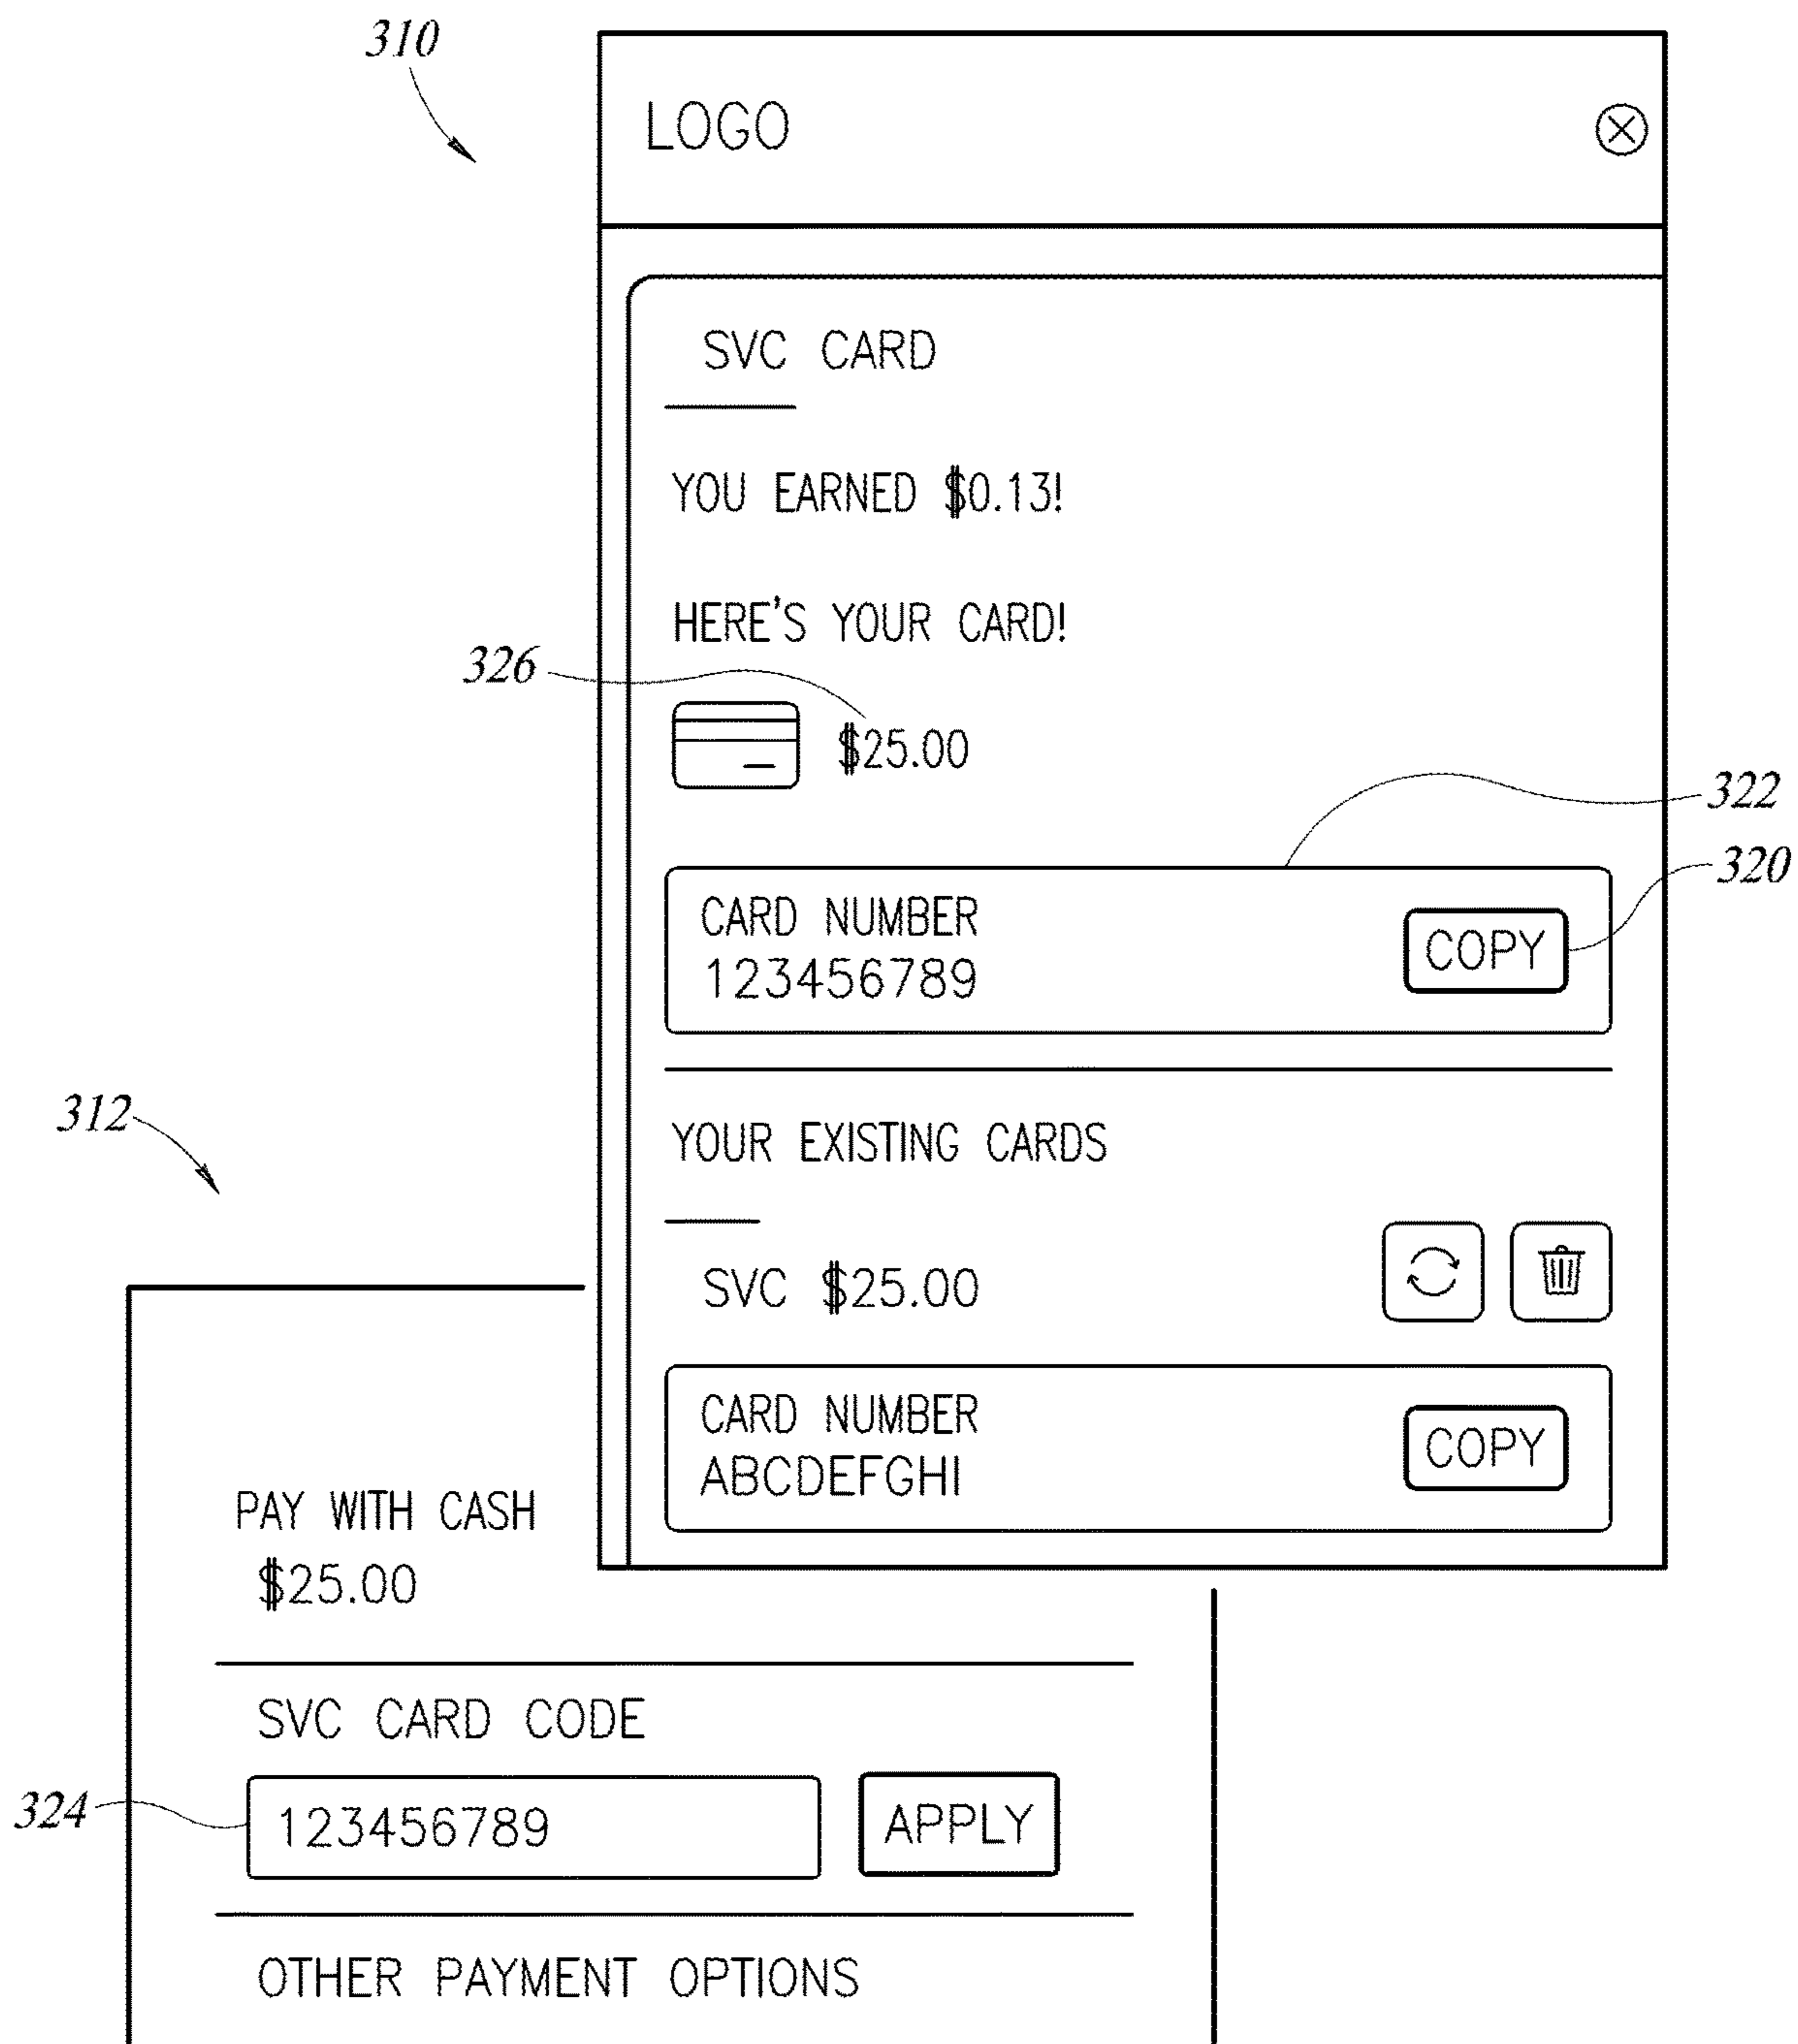 310
LOGO
SVC CARD
YOU EARNED $0.13!
HERE'S YOUR CARD!
326
$25.00
322
320
CARD NUMBER
123456789
COPY
312
YOUR EXISTING CARDS
SVC $25.00
CARD NUMBER
ABCDEFGHI
COPY
PAY WITH CASH
$25.00
SVC CARD CODE
324
123456789
APPLY
OTHER PAYMENT OPTIONS